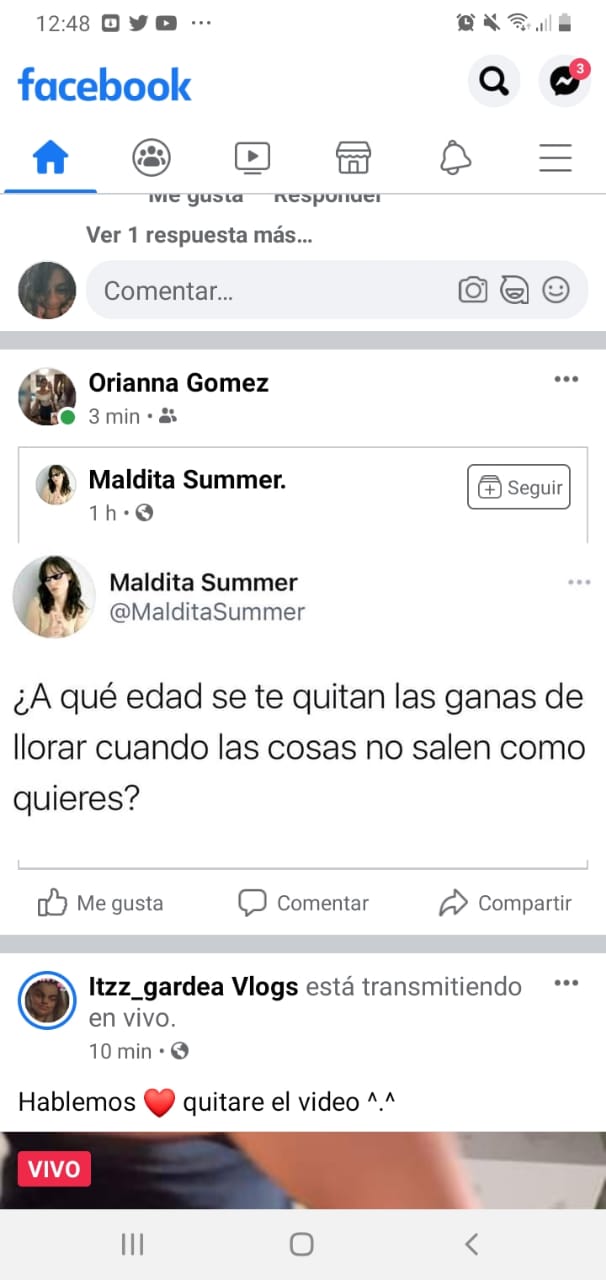 12:48
facebook
3
Me gusta Responder
Ver 1 respuesta más...
Comentar...
Orianna Gomez
3 min •
Maldita Summer.
Seguir
1 h •
Maldita Summer
@MalditaSummer
¿A qué edad se te quitan las ganas de
llorar cuando las cosas no salen como
quieres?
Me gusta Comentar Compartir
Itzz_gardea Vlogs está transmitiendo
en vivo.
10 min •
Hablemos ❤️ quitare el video ^.^
VIVO